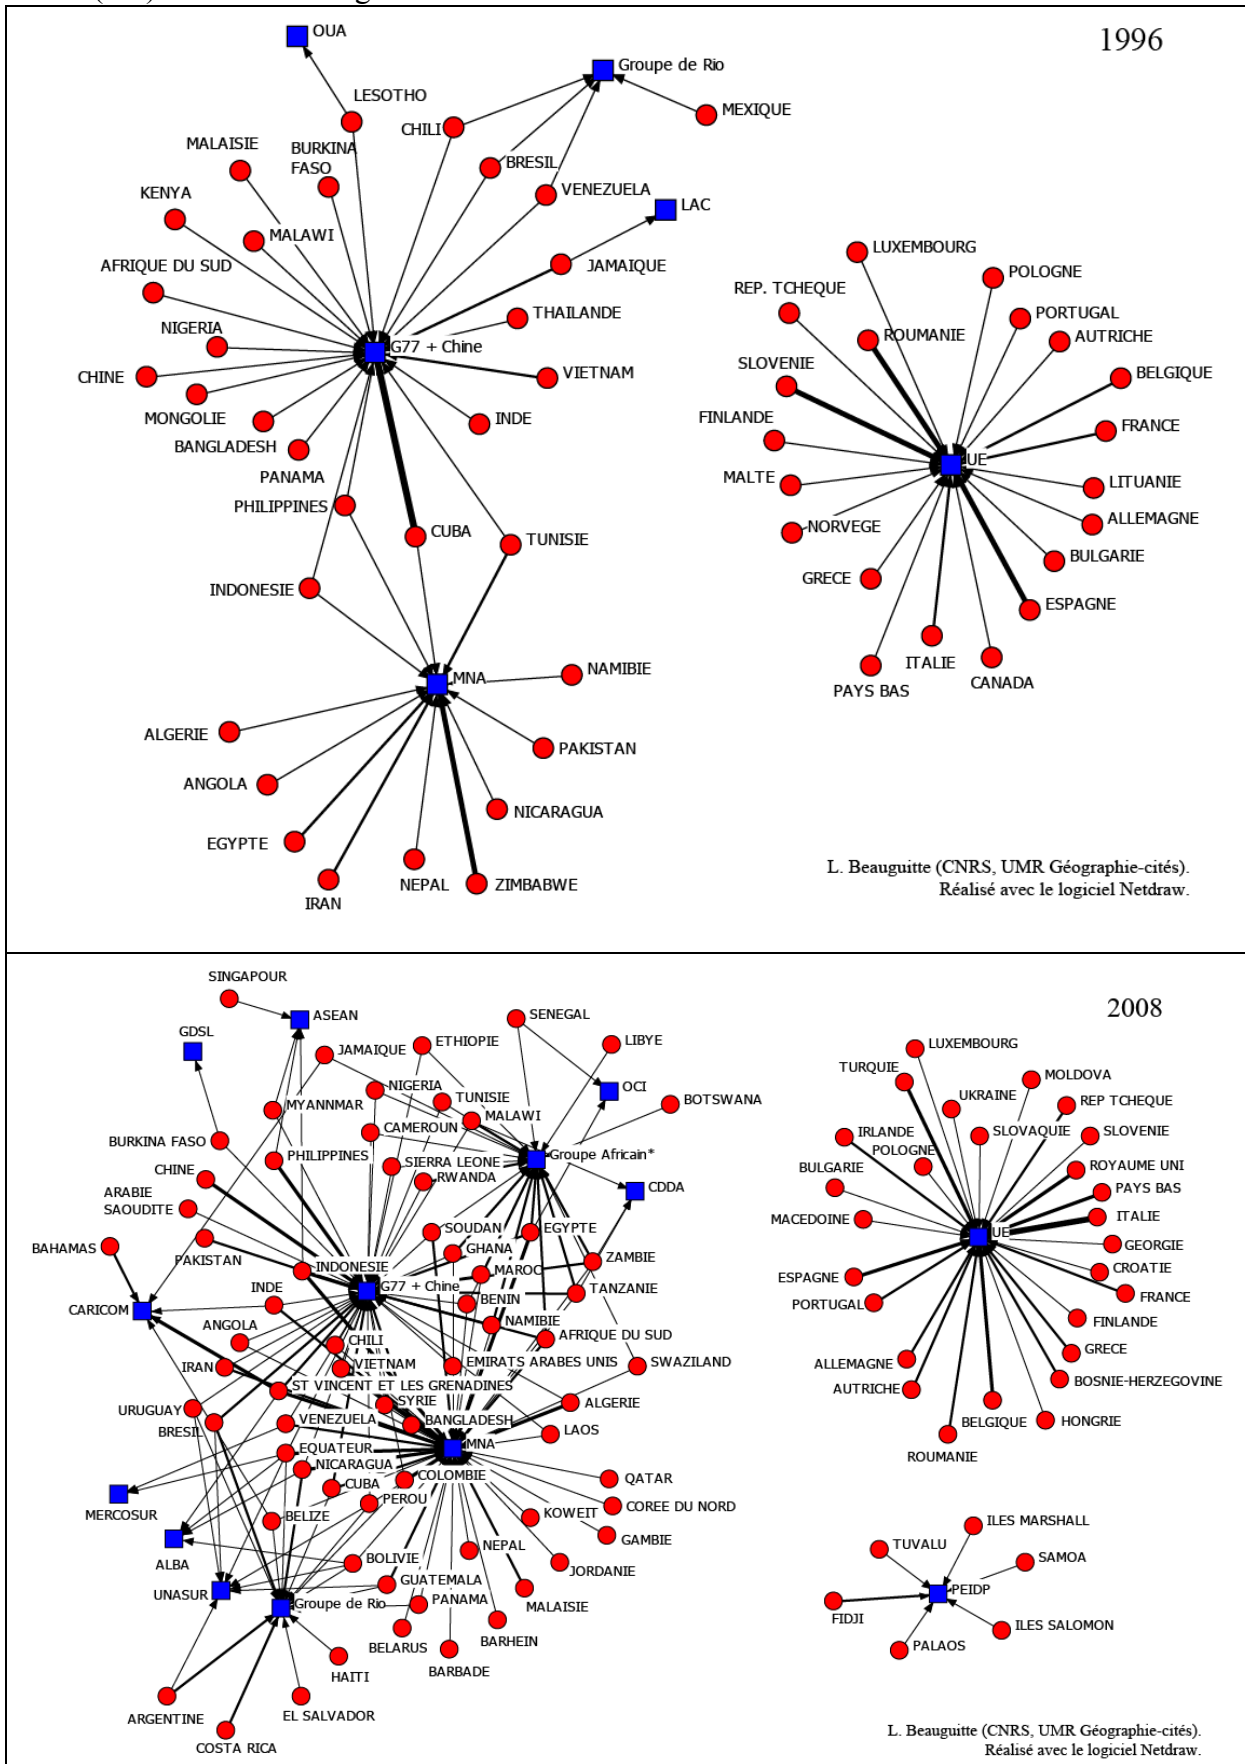 1996
OUA
Groupe de Rio
LESOTHO
MEXIQUE
CHILI
MALAISIE
BURKINA
FASO
BRESIL
KENYA
VENEZUELA
LAC
MALAWI
AFRIQUE DU SUD
JAMAIQUE
THAILANDE
NIGERIA
G77 + Chine
CHINE
VIETNAM
MONGOLIE
INDE
BANGLADESH
PANAMA
PHILIPPINES
CUBA
TUNISIE
INDONESIE
MNA
NAMIBIE
ALGERIE
PAKISTAN
ANGOLA
NICARAGUA
EGYPTE
NEPAL
ZIMBABWE
IRAN
LUXEMBOURG
POLOGNE
REP. TCHEQUE
PORTUGAL
ROUMANIE
AUTRICHE
SLOVENIE
BELGIQUE
FINLANDE
FRANCE
UE
MALTE
LITUANIE
NORVEGE
ALLEMAGNE
BULGARIE
GRECE
ESPAGNE
ITALIE
CANADA
PAYS BAS
L. Beauguitte (CNRS, UMR Géographie-cités).
Réalisé avec le logiciel Netdraw.
2008
SINGAPOUR
ASEAN
SENEGAL
GDSL
JAMAIQUE
ETHIOPIE
LIBYE
NIGERIA
TUNISIE
OCI
MYANNMAR
MALAWI
BOTSWANA
BURKINA FASO
CAMEROUN
PHILIPPINES
SIERRA LEONE
Groupe Africain*
CHINE
RWANDA
CDDA
ARABIE
SAOUDITE
SOUDAN
EGYPTE
BAHAMAS
PAKISTAN
GHANA
ZAMBIE
INDONESIE
MAROC
G77 + Chine
TANZANIE
INDE
BENIN
CARICOM
NAMIBIE
ANGOLA
CHILI
AFRIQUE DU SUD
IRAN
VIETNAM
EMIRATS ARABES UNIS
SWAZILAND
ST VINCENT ET LES GRENADINES
SYRIE
ALGERIE
URUGUAY
VENEZUELA
BANGLADESH
BRESIL
LAOS
EQUATEUR
MNA
NICARAGUA
COLOMBIE
QATAR
CUBA
MERCOSUR
PEROU
COREE DU NORD
BELIZE
KOWEIT
GAMBIE
ALBA
NEPAL
BOLIVIE
JORDANIE
UNASUR
GUATEMALA
MALAISIE
Groupe de Rio
PANAMA
BELARUS
BARHEIN
HAITI
BARBADE
ARGENTINE
EL SALVADOR
COSTA RICA
LUXEMBOURG
TURQUIE
MOLDOVA
UKRAINE
REP TCHEQUE
IRLANDE
SLOVAQUIE
SLOVENIE
POLOGNE
BULGARIE
ROYAUME UNI
PAYS BAS
MACEDOINE
ITALIE
UE
GEORGIE
ESPAGNE
CROATIE
FRANCE
PORTUGAL
FINLANDE
GRECE
ALLEMAGNE
BOSNIE-HERZEGOVINE
AUTRICHE
BELGIQUE
HONGRIE
ROUMANIE
ILES MARSHALL
TUVALU
SAMOA
PEIDP
FIDJI
ILES SALOMON
PALAOS
L. Beauguitte (CNRS, UMR Géographie-cités).
Réalisé avec le logiciel Netdraw.